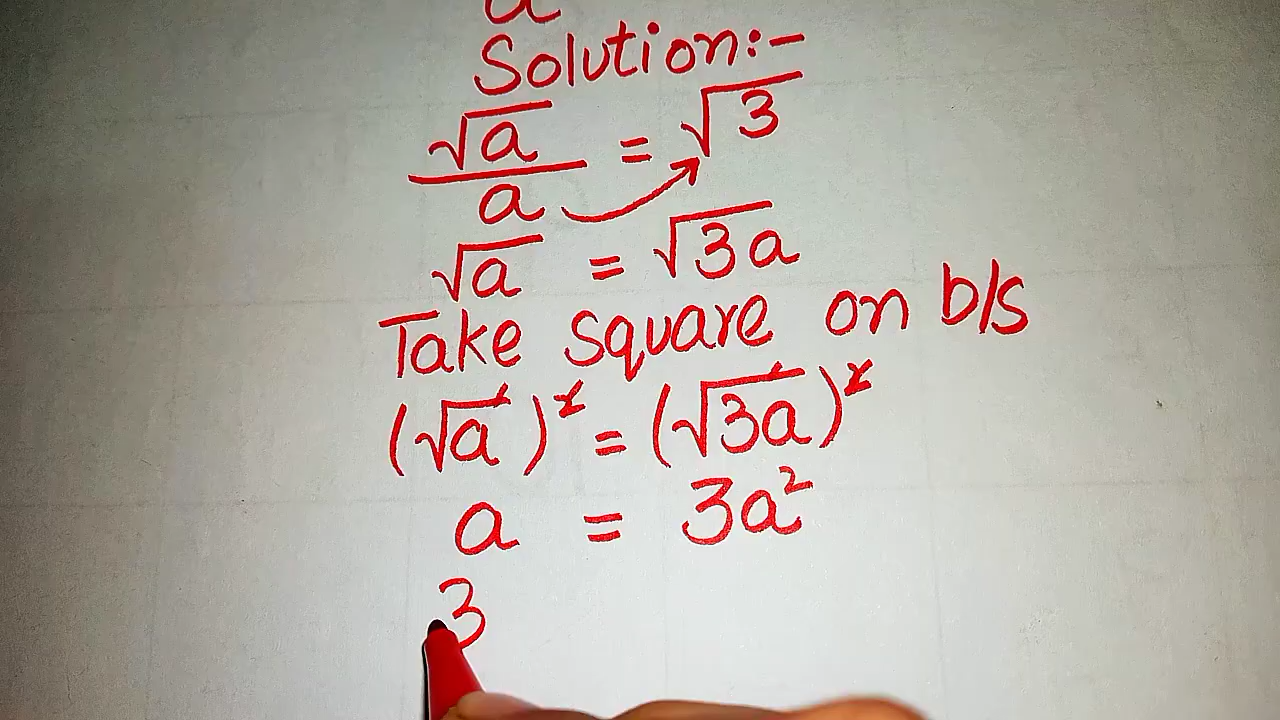 a
Solution:-
√a/a = √3
√a = √3a
Take square on b/s
(√a)² = (√3a)²
a = 3a²
3